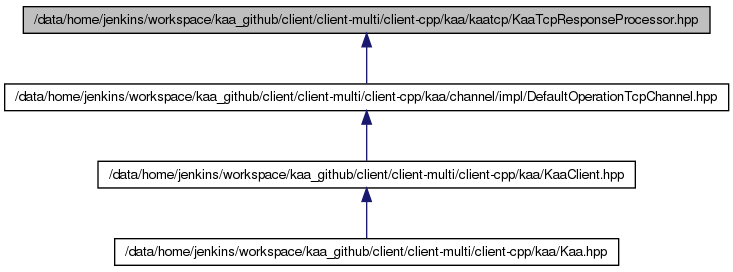 /data/home/jenkins/workspace/kaa_github/client/client-multi/client-cpp/kaa/kaatcp/KaaTcpResponseProcessor.hpp
/data/home/jenkins/workspace/kaa_github/client/client-multi/client-cpp/kaa/channel/impl/DefaultOperationTcpChannel.hpp
/data/home/jenkins/workspace/kaa_github/client/client-multi/client-cpp/kaa/KaaClient.hpp
/data/home/jenkins/workspace/kaa_github/client/client-multi/client-cpp/kaa/Kaa.hpp